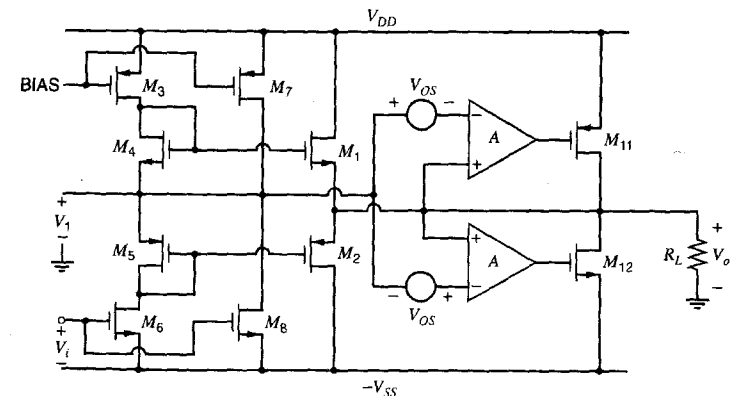 V_DD
BIAS
M_3
M_7
+ V_OS −
−
A
+
M_11
M_4
M_1
+
V_1
−
M_5
M_2
+
A
−
M_12
R_L
+
V_o
−
− +
V_OS
+
V_i
−
M_6
M_8
−V_SS